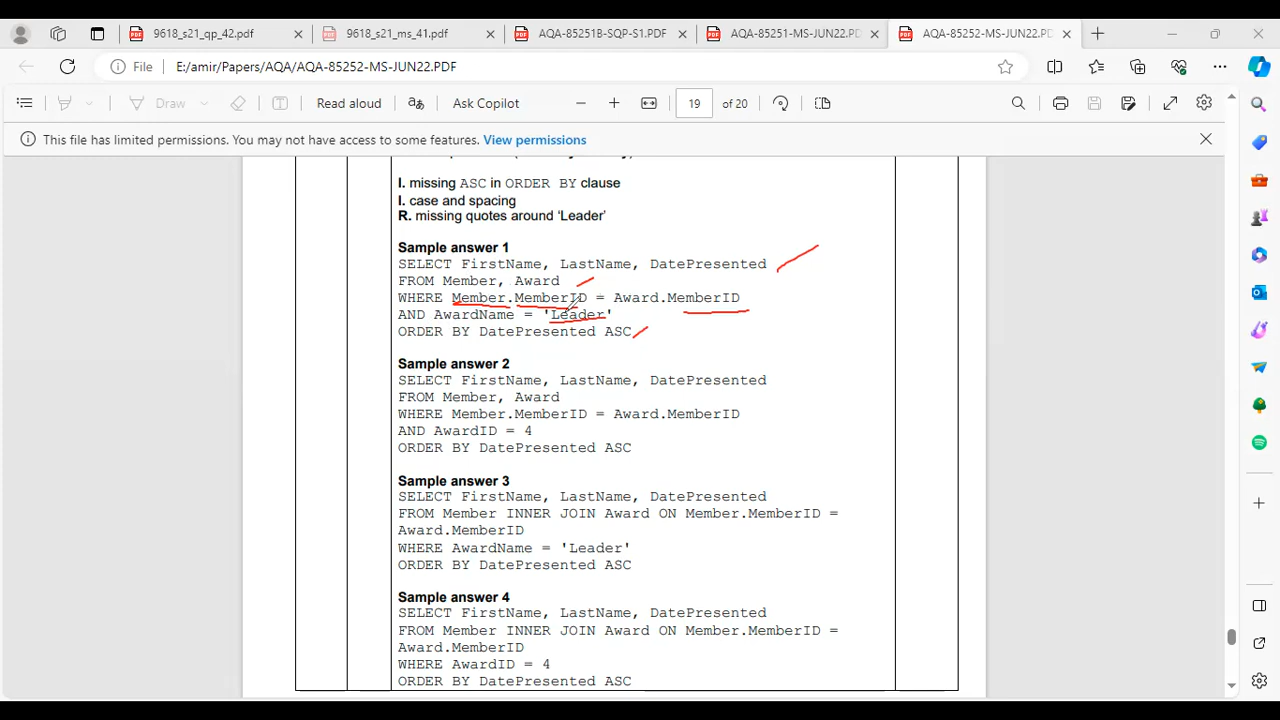 9618_s21_qp_42.pdf
9618_s21_ms_41.pdf
AQA-85251B-SQP-S1.PDF
AQA-85251-MS-JUN22.PD
AQA-85252-MS-JUN22.PD
File
E:/amir/Papers/AQA/AQA-85252-MS-JUN22.PDF
Draw
Read aloud
Ask Copilot
19 of 20
This file has limited permissions. You may not have access to some features. View permissions
I. missing ASC in ORDER BY clause
I. case and spacing
R. missing quotes around ‘Leader’
Sample answer 1
SELECT FirstName, LastName, DatePresented
FROM Member, Award
WHERE Member.MemberID = Award.MemberID
AND AwardName = 'Leader'
ORDER BY DatePresented ASC
Sample answer 2
SELECT FirstName, LastName, DatePresented
FROM Member, Award
WHERE Member.MemberID = Award.MemberID
AND AwardID = 4
ORDER BY DatePresented ASC
Sample answer 3
SELECT FirstName, LastName, DatePresented
FROM Member INNER JOIN Award ON Member.MemberID =
Award.MemberID
WHERE AwardName = 'Leader'
ORDER BY DatePresented ASC
Sample answer 4
SELECT FirstName, LastName, DatePresented
FROM Member INNER JOIN Award ON Member.MemberID =
Award.MemberID
WHERE AwardID = 4
ORDER BY DatePresented ASC